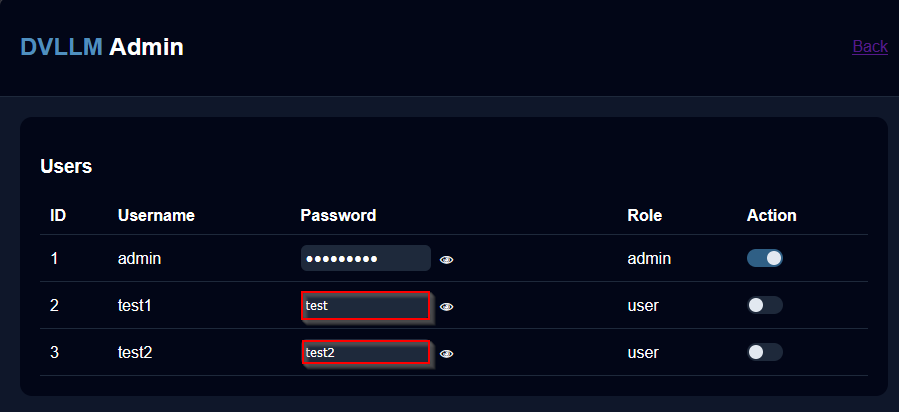 DVLLM Admin
Back
Users
ID Username Password Role Action
1 admin ●●●●●●●●● admin
2 test1 test user
3 test2 test2 user